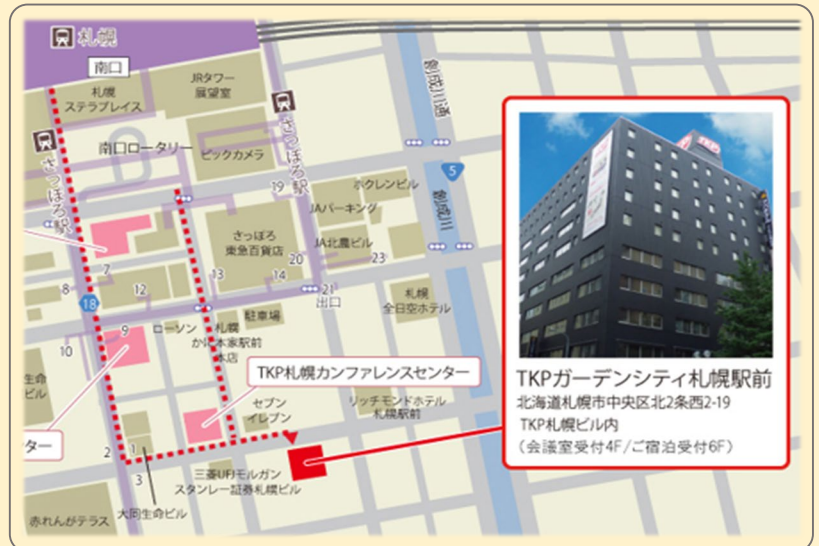 札幌
南口
札幌
ステラプレイス
JRタワー
展望室
さっぽろ駅
さっぽろ駅
南口ロータリー
ビックカメラ
創成川通
5
創成川
19
ホクレンビル
JAパーキング
さっぽろ
東急百貨店
JA北農ビル
20
23
7
8
12
13
14
21
出口
18
札幌
全日空ホテル
駐車場
9
ローソン
札幌
かに本家駅前
本店
10
生命
ビル
TKP札幌カンファレンスセンター
セブン
イレブン
リッチモンドホテル
札幌駅前
ター
2
1
3
三菱UFJモルガン
スタンレー証券札幌ビル
赤れんがテラス
大同生命ビル
TKP
TKPガーデンシティ札幌駅前
北海道札幌市中央区北2条西2-19
TKP札幌ビル内
(会議室受付4F/ご宿泊受付6F)